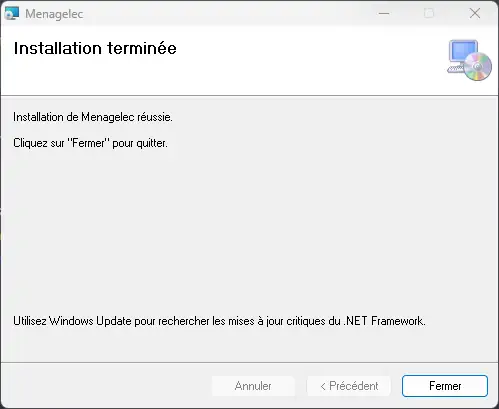 Menagelec
Installation terminée
Installation de Menagelec réussie.
Cliquez sur "Fermer" pour quitter.
Utilisez Windows Update pour rechercher les mises à jour critiques du .NET Framework.
Annuler
< Précédent
Fermer